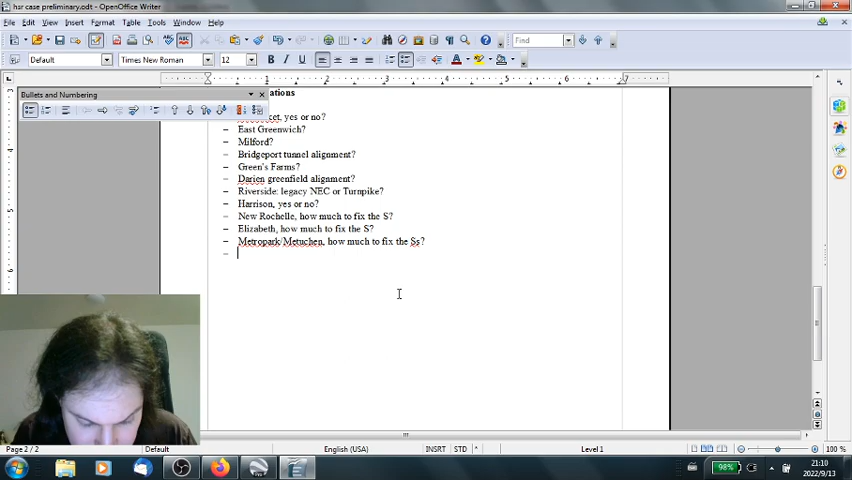 hsr case preliminary.odt - OpenOffice Writer
File Edit View Insert Format Table Tools Window Help
Find
Default Times New Roman 12
Bullets and Numbering
ations
cet, yes or no?
– East Greenwich?
– Milford?
– Bridgeport tunnel alignment?
– Green's Farms?
– Darien greenfield alignment?
– Riverside: legacy NEC or Turnpike?
– Harrison, yes or no?
– New Rochelle, how much to fix the S?
– Elizabeth, how much to fix the S?
– Metropark/Metuchen, how much to fix the Ss?
–
Page 2 / 2 Default English (USA) INSRT STD * Level 1 100 %
98% 21:10
2022/9/13